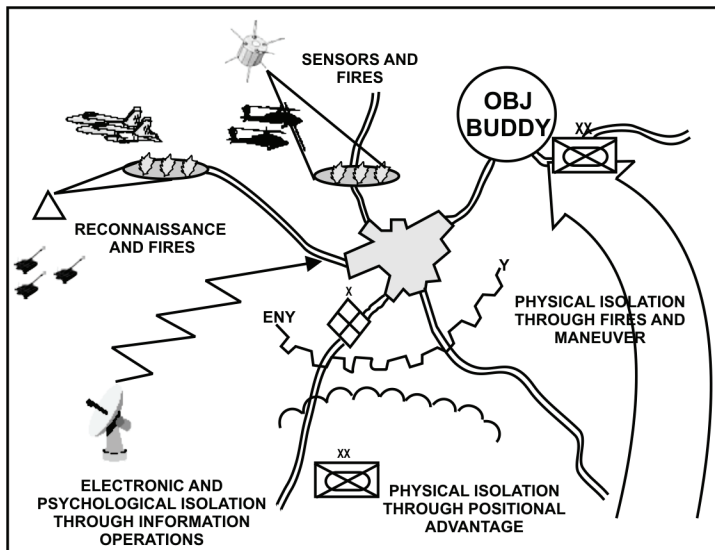 SENSORS AND
FIRES
OBJ
BUDDY
XX
RECONNAISSANCE
AND FIRES
X
ENY
Y
PHYSICAL ISOLATION
THROUGH FIRES AND
MANEUVER
XX
ELECTRONIC AND
PSYCHOLOGICAL ISOLATION
THROUGH INFORMATION
OPERATIONS
PHYSICAL ISOLATION
THROUGH POSITIONAL
ADVANTAGE